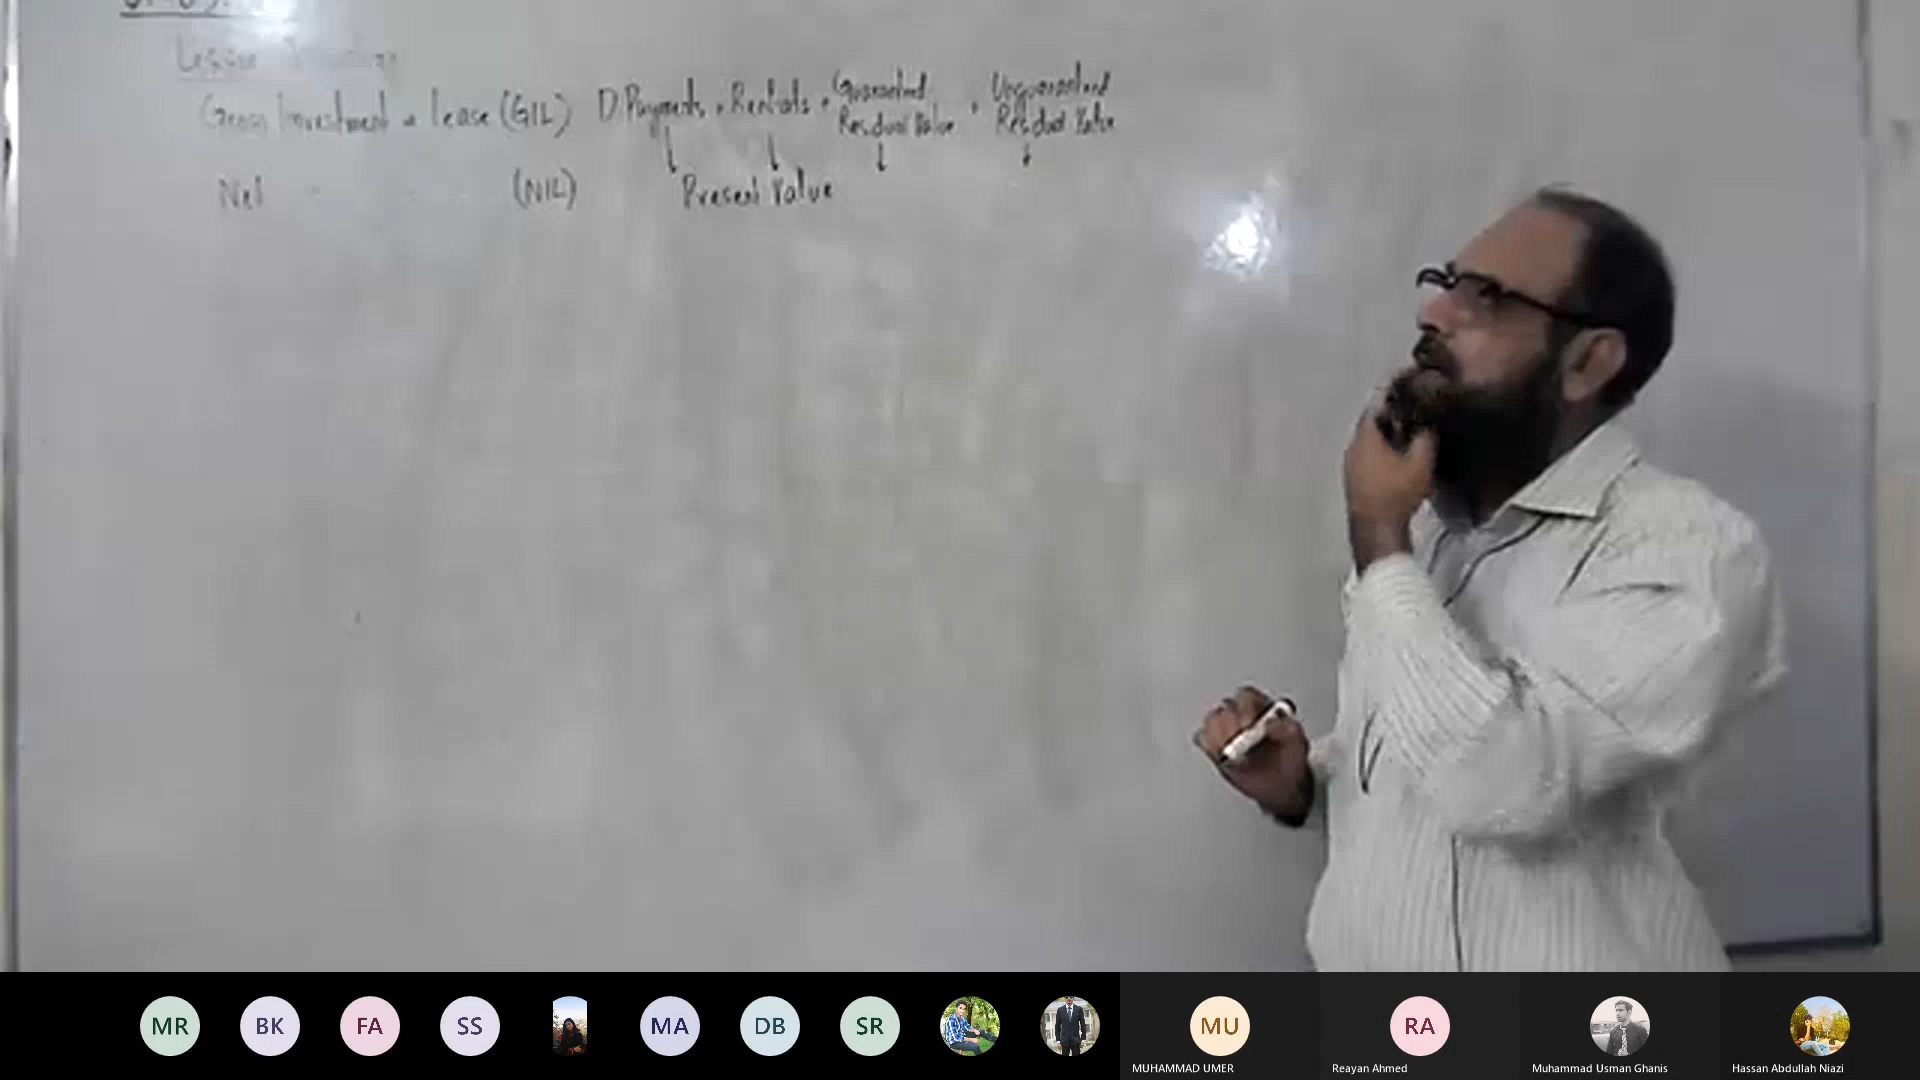 Lessor
Gross Investment in Lease (GIL) D.Payments + Rentals + Guaranteed Residual Value + Unguaranteed Residual Value
Net " " (NIL) Present Value
MR BK FA SS MA DB SR MU RA
MUHAMMAD UMER Reayan Ahmed Muhammad Usman Ghanis Hassan Abdullah Niazi